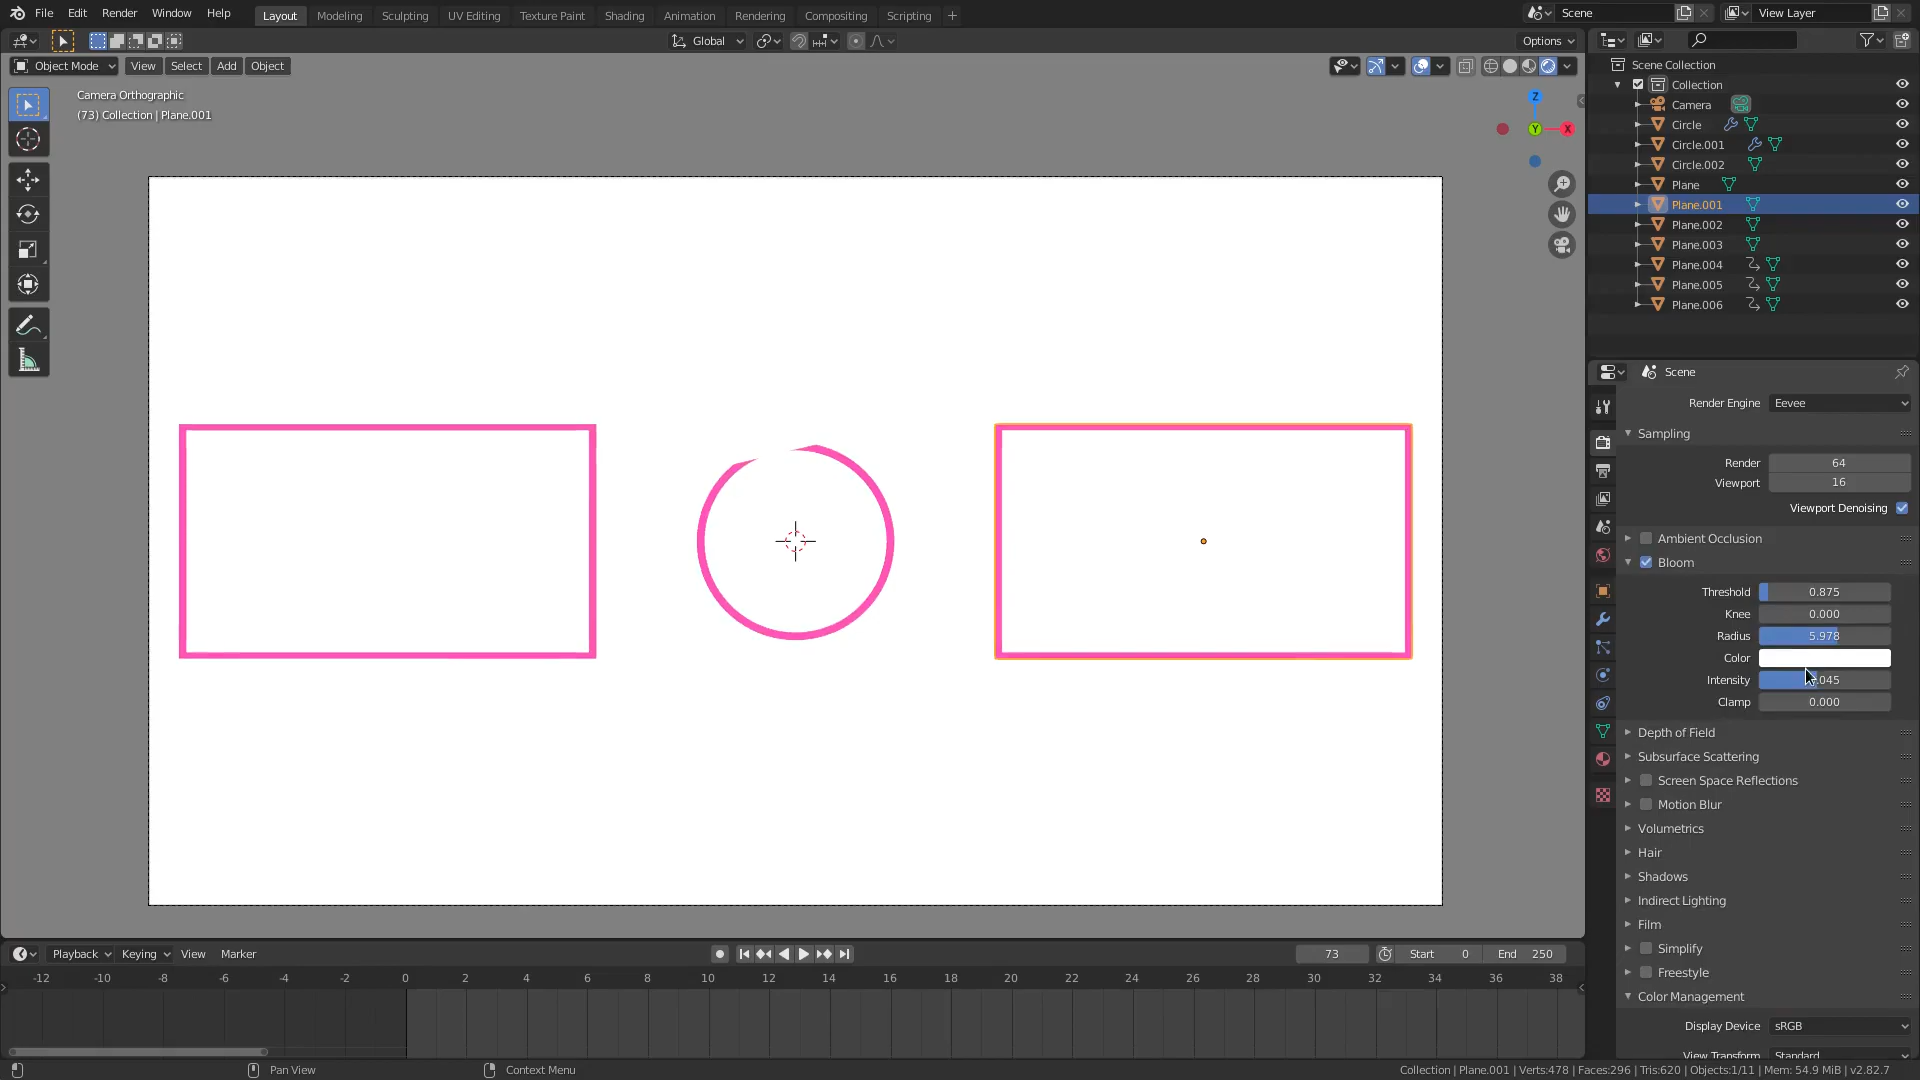 File Edit Render Window Help Layout Modeling Sculpting UV Editing Texture Paint Shading Animation Rendering Compositing Scripting + Scene View Layer
Global Options
Object Mode View Select Add Object
Camera Orthographic
(73) Collection | Plane.001
Z
Y
X
Scene Collection
Collection
Camera
Circle
Circle.001
Circle.002
Plane
Plane.001
Plane.002
Plane.003
Plane.004
Plane.005
Plane.006
Scene
Render Engine Eevee
Sampling
Render 64
Viewport 16
Viewport Denoising
Ambient Occlusion
Bloom
Threshold 0.875
Knee 0.000
Radius 5.978
Color
Intensity .045
Clamp 0.000
Depth of Field
Subsurface Scattering
Screen Space Reflections
Motion Blur
Volumetrics
Hair
Shadows
Indirect Lighting
Film
Simplify
Freestyle
Color Management
Display Device sRGB
View Transform Standard
Playback Keying View Marker 73 Start 0 End 250
-12 -10 -8 -6 -4 -2 0 2 4 6 8 10 12 14 16 18 20 22 24 26 28 30 32 34 36 38
Pan View Context Menu Collection | Plane.001 | Verts:478 | Faces:296 | Tris:620 | Objects:1/11 | Mem: 54.9 MiB | v2.82.7